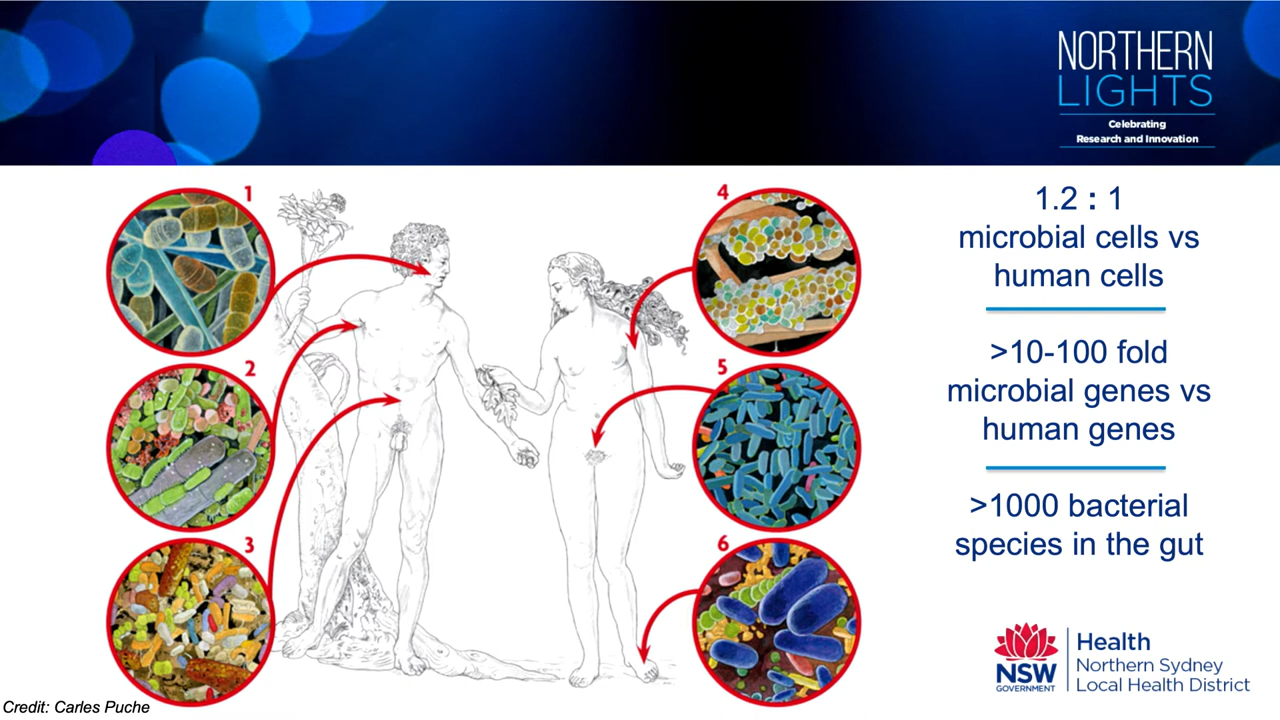 NORTHERN
LIGHTS
Celebrating
Research and Innovation
1
2
3
4
5
6
1.2 : 1
microbial cells vs
human cells
>10-100 fold
microbial genes vs
human genes
>1000 bacterial
species in the gut
NSW
GOVERNMENT
Health
Northern Sydney
Local Health District
Credit: Carles Puche